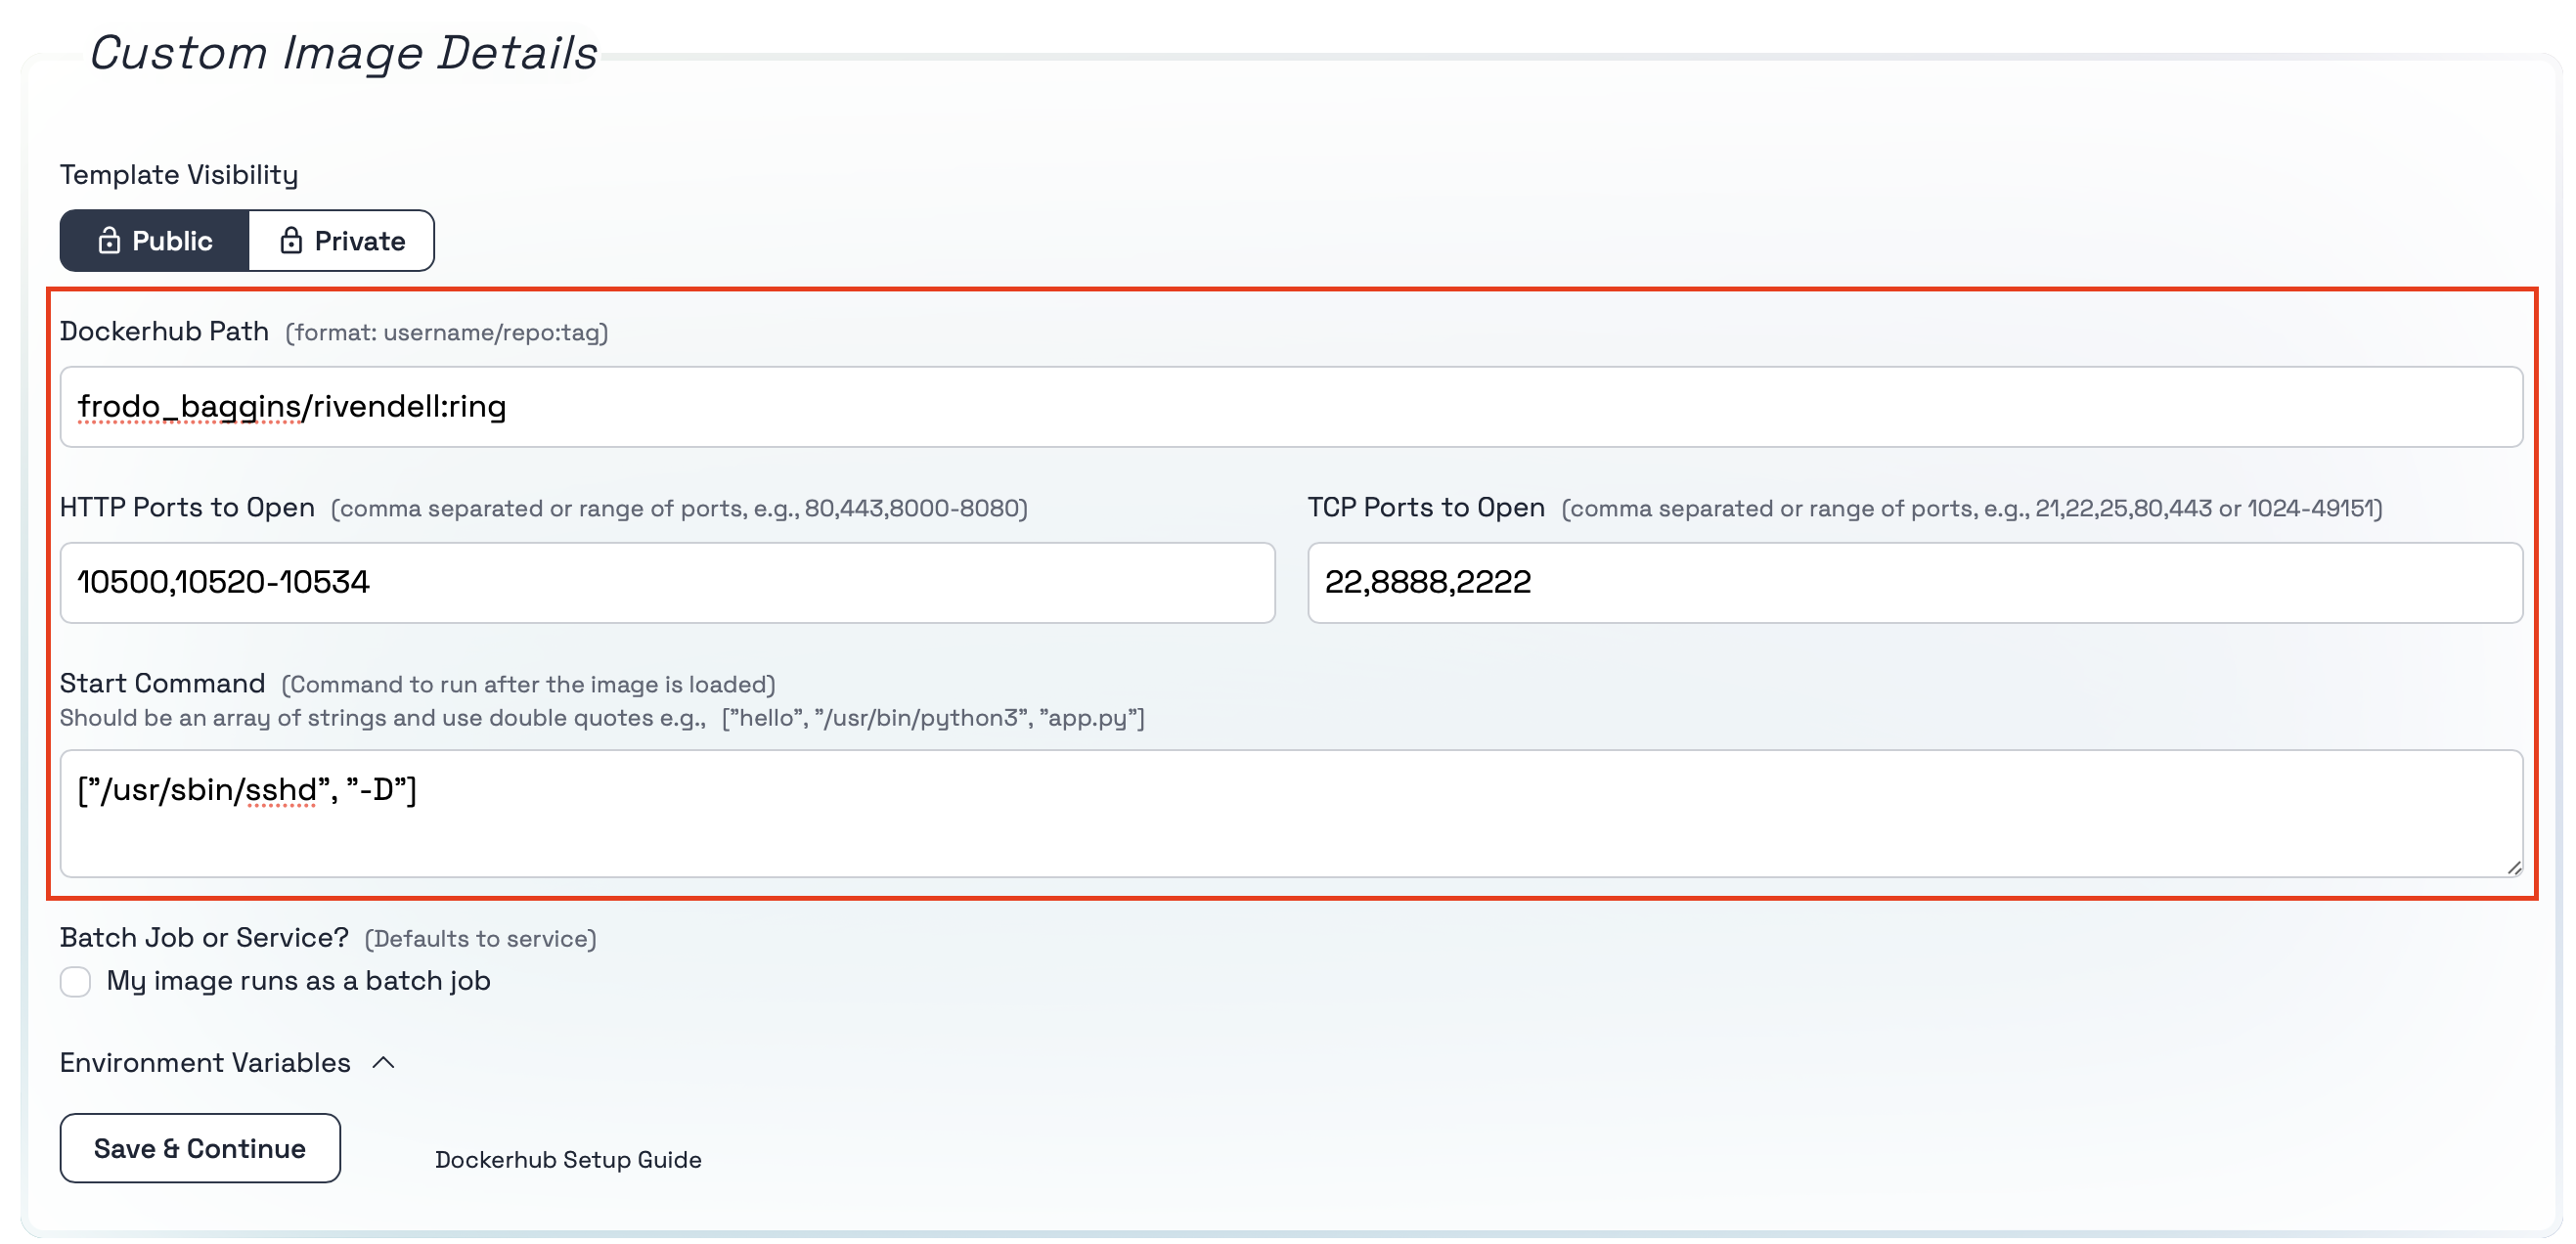 Custom Image Details
Template Visibility
Public Private
Dockerhub Path (format: username/repo:tag)
frodo_baggins/rivendell:ring
HTTP Ports to Open (comma separated or range of ports, e.g., 80,443,8000-8080)
TCP Ports to Open (comma separated or range of ports, e.g., 21,22,25,80,443 or 1024-49151)
10500,10520-10534
22,8888,2222
Start Command (Command to run after the image is loaded)
Should be an array of strings and use double quotes e.g., ["hello", "/usr/bin/python3", "app.py"]
["/usr/sbin/sshd", "-D"]
Batch Job or Service? (Defaults to service)
My image runs as a batch job
Environment Variables
Save & Continue
Dockerhub Setup Guide